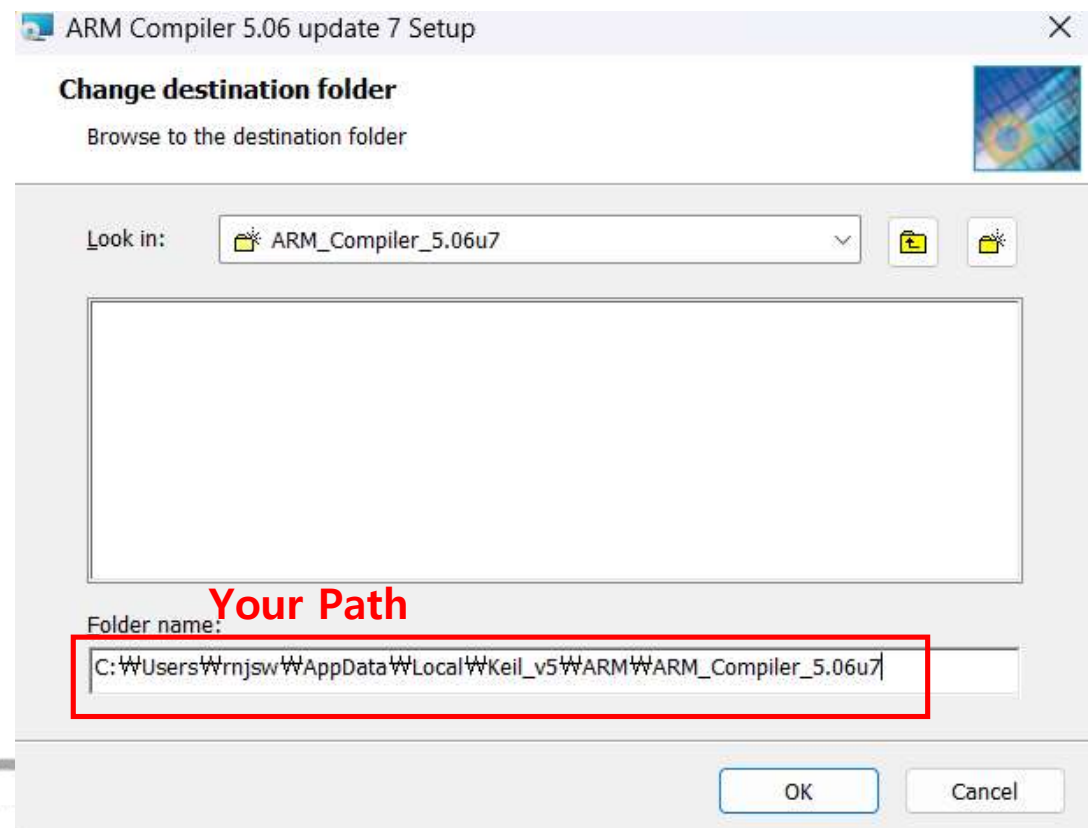 ARM Compiler 5.06 update 7 Setup
Change destination folder
Browse to the destination folder
Look in:
ARM_Compiler_5.06u7
Your Path
Folder name:
C:₩Users₩rnjsw₩AppData₩Local₩Keil_v5₩ARM₩ARM_Compiler_5.06u7
OK Cancel